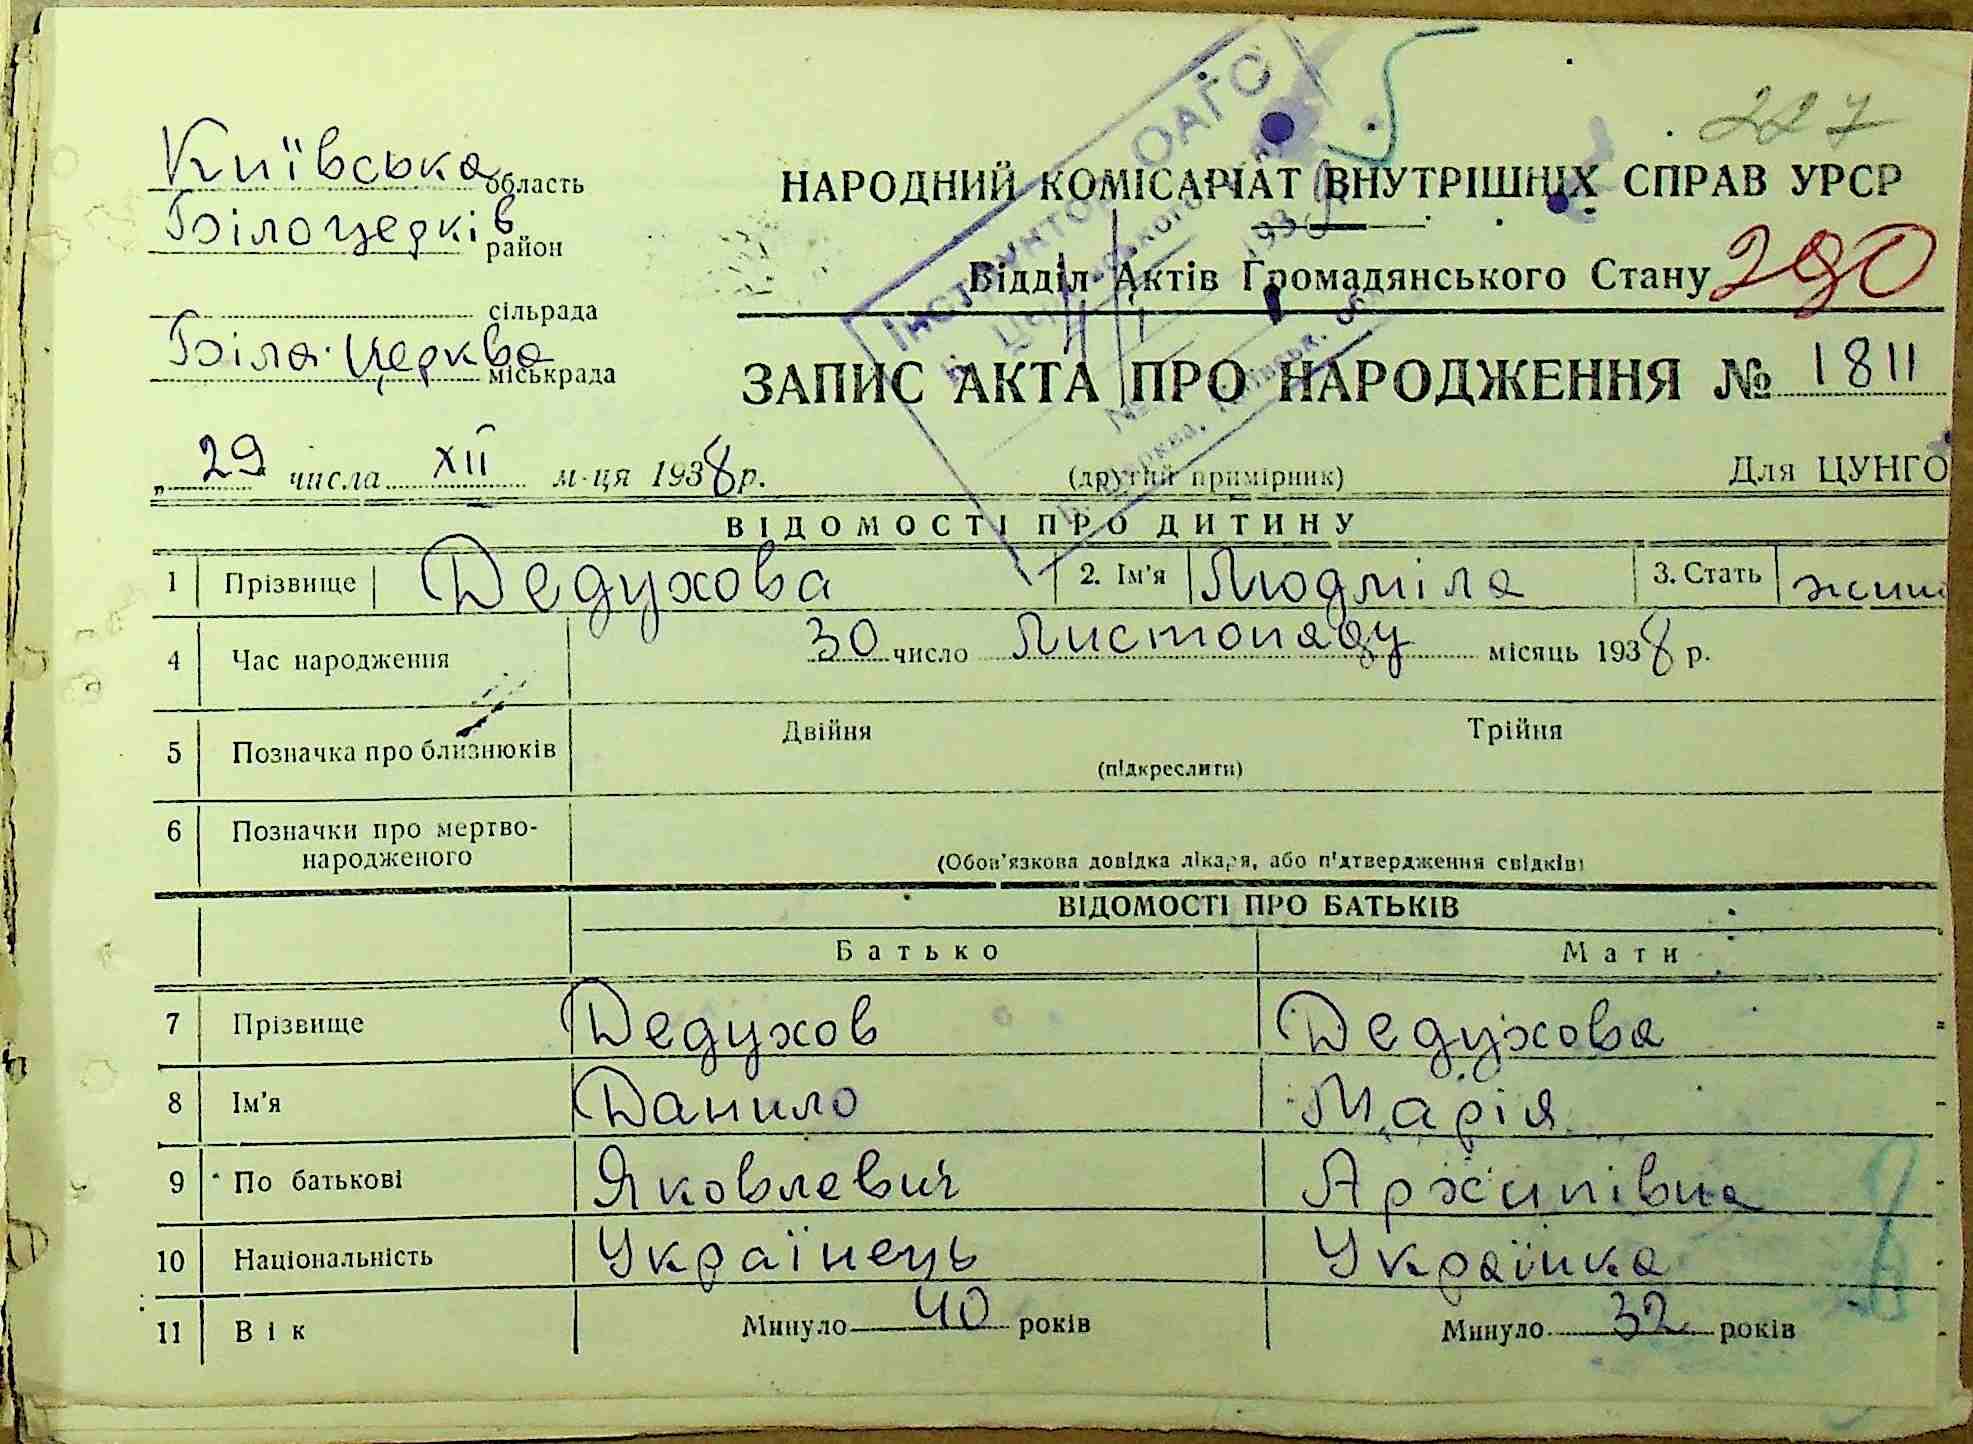 227
Київська область
Білоцерків район
сільрада
Біла-Церква міськрада
НАРОДНИЙ КОМІСАРІАТ ВНУТРІШНІХ СПРАВ УРСР
Відділ Актів Громадянського Стану
290
ЗАПИС АКТА ПРО НАРОДЖЕННЯ № 1811
„ 29 числа XII м-ця 1938 р.
(другий примірник)
Для ЦУНГО
ВІДОМОСТІ ПРО ДИТИНУ
1 Прізвище Дедухова 2. Ім'я Людміла 3. Стать жин
4 Час народження 30 число Листопаду місяць 1938 р.
5 Позначка про близнюків Двійня Трійня
(підкреслити)
6 Позначки про мертво-
народженого
(Обов'язкова довідка лікаря, або підтвердження свідків)
ВІДОМОСТІ ПРО БАТЬКІВ
Батько Мати
7 Прізвище Дедухов Дедухова
8 Ім'я Данило Марія
9 По батькові Яковлевич Архипівна
10 Національність Українець Українка
11 Вік Минуло 40 років Минуло 32 років